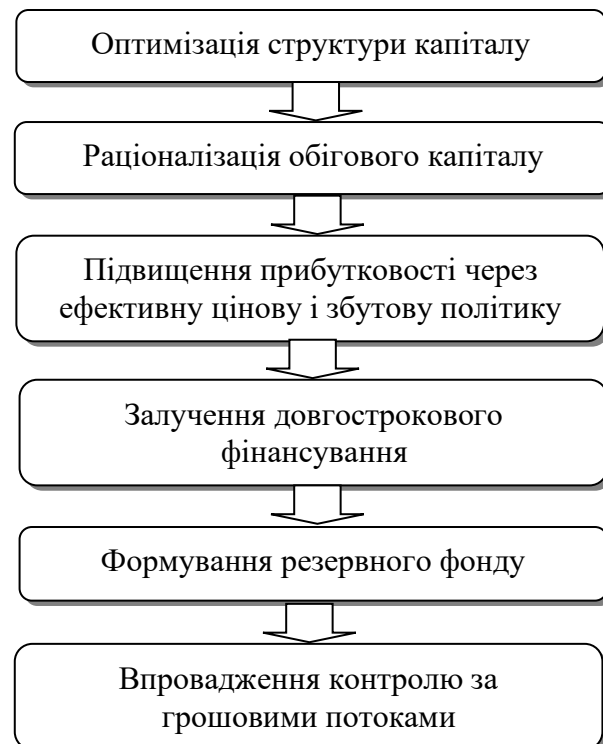 Оптимізація структури капіталу
Раціоналізація обігового капіталу
Підвищення прибутковості через
ефективну цінову і збутову політику
Залучення довгострокового
фінансування
Формування резервного фонду
Впровадження контролю за
грошовими потоками